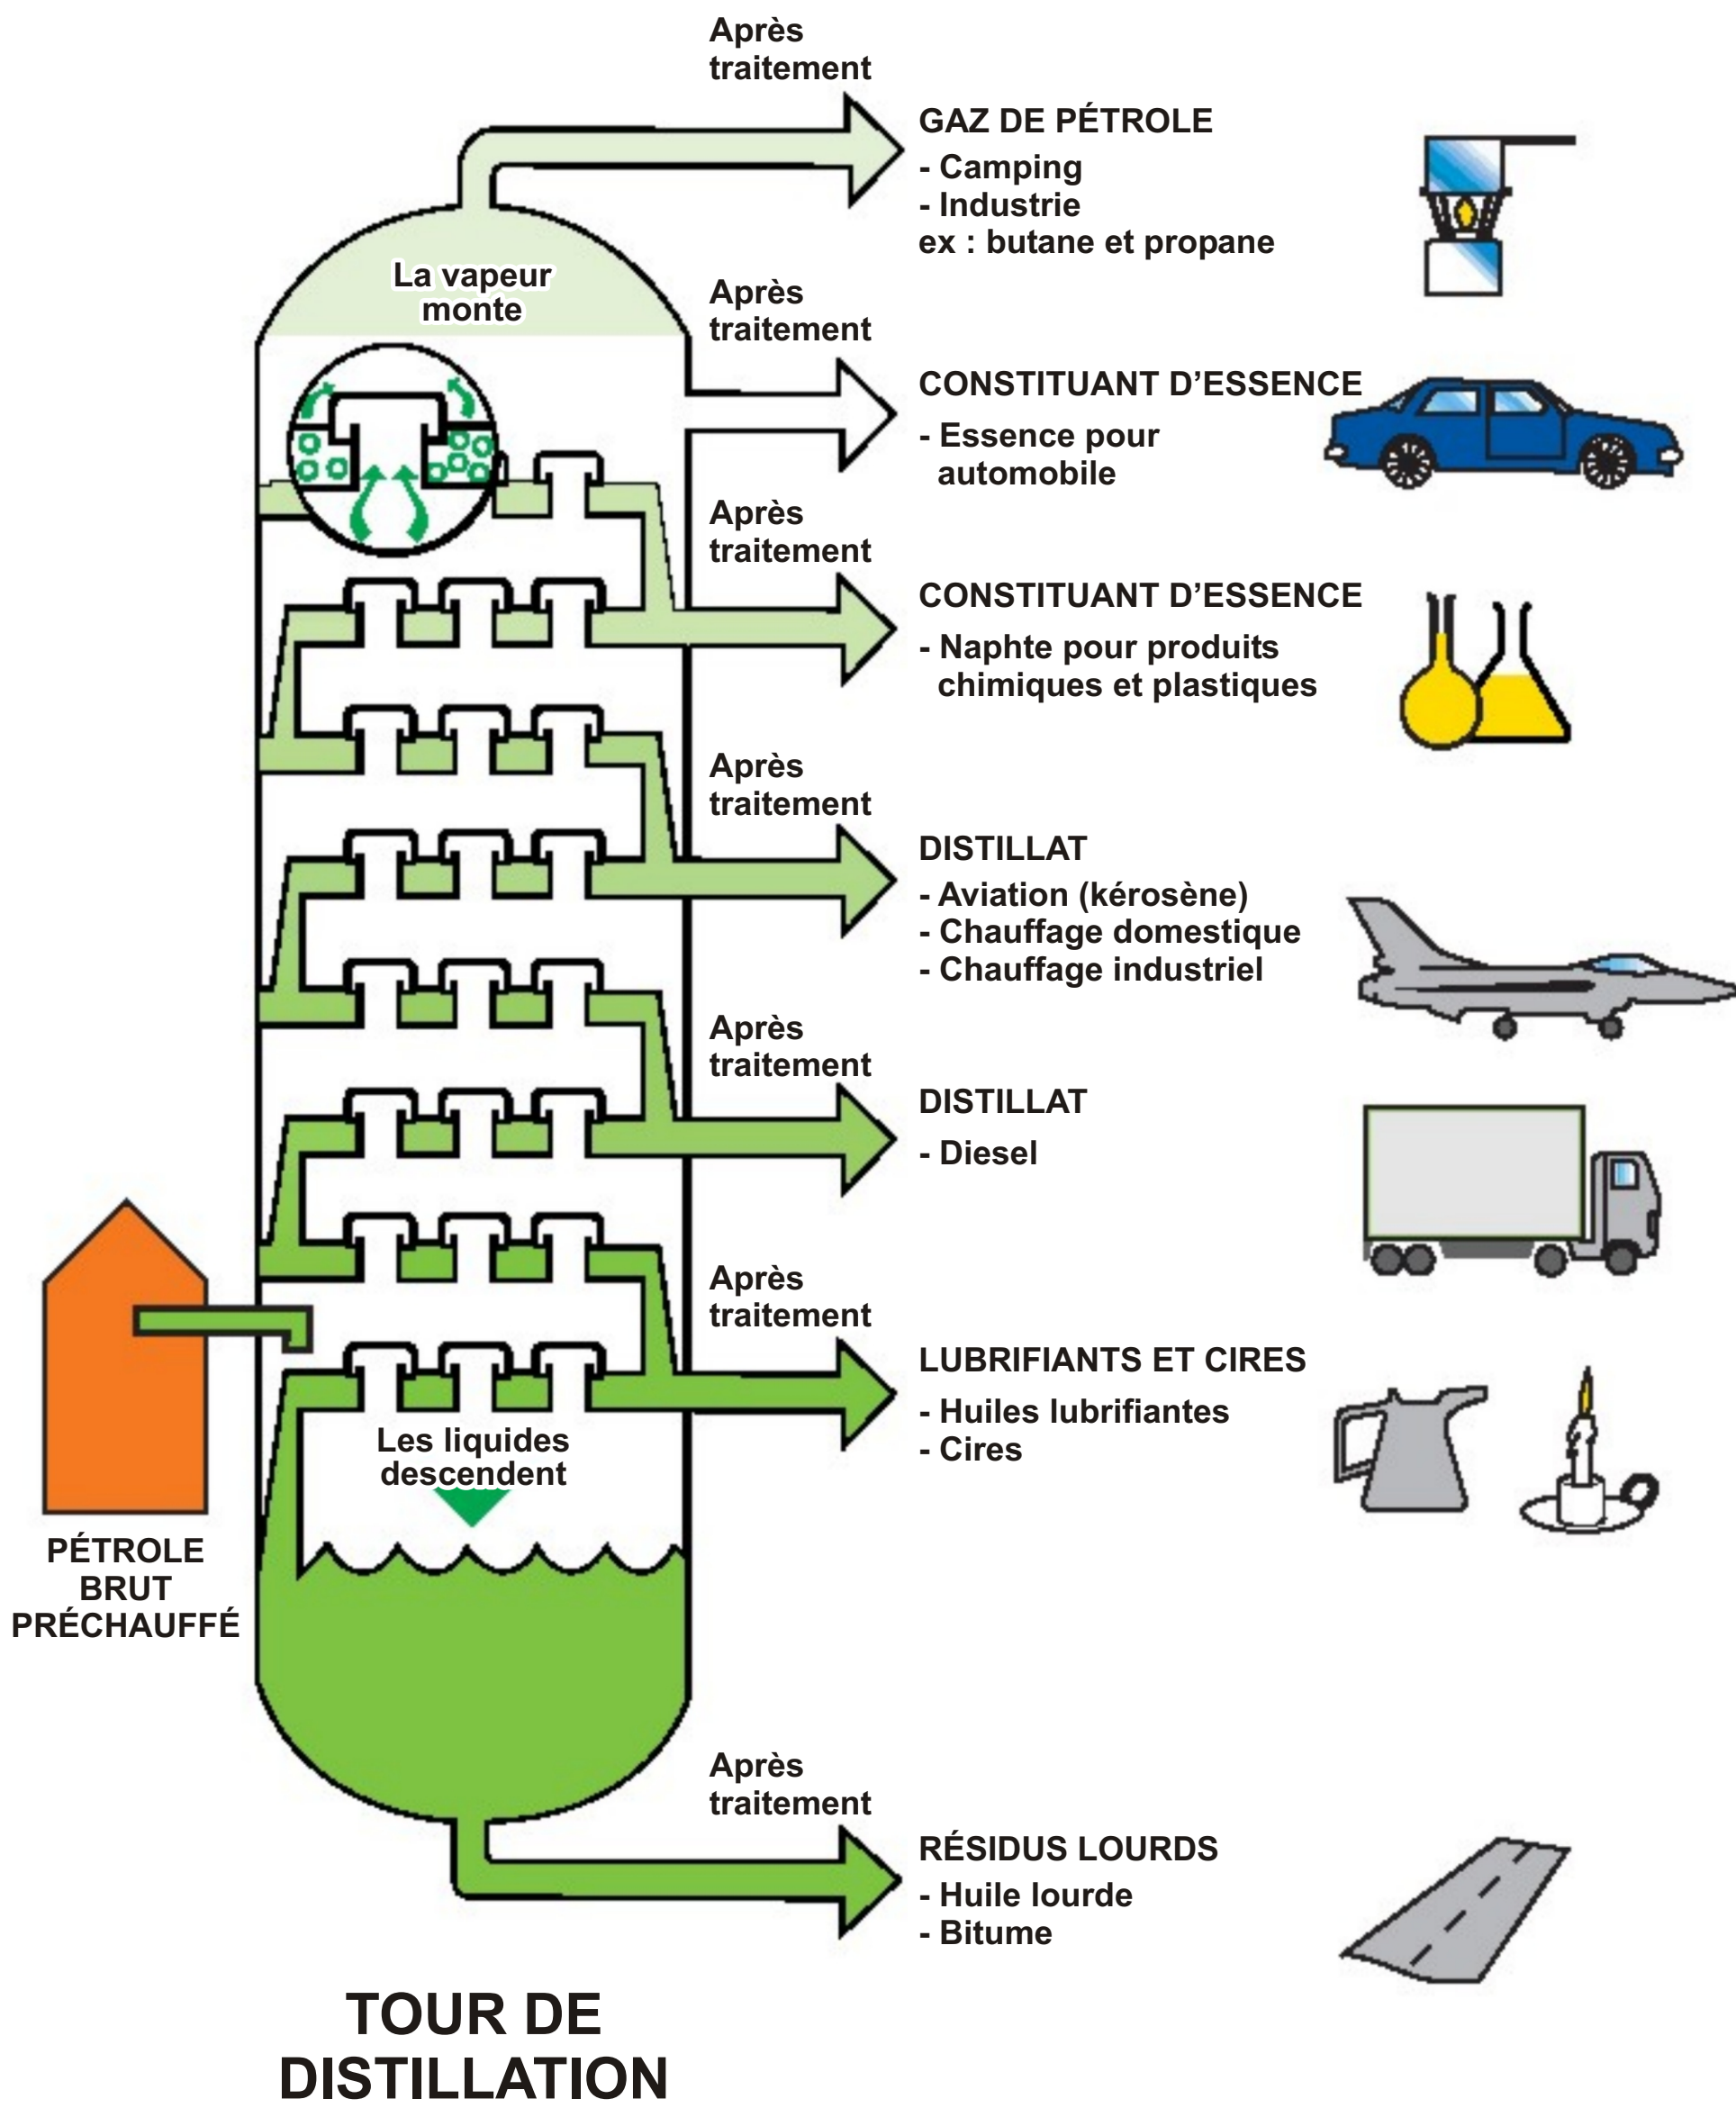 Après
traitement
GAZ DE PÉTROLE
- Camping
- Industrie
ex : butane et propane
La vapeur
monte
Après
traitement
CONSTITUANT D’ESSENCE
- Essence pour
automobile
Après
traitement
CONSTITUANT D’ESSENCE
- Naphte pour produits
chimiques et plastiques
Après
traitement
DISTILLAT
- Aviation (kérosène)
- Chauffage domestique
- Chauffage industriel
Après
traitement
DISTILLAT
- Diesel
Après
traitement
LUBRIFIANTS ET CIRES
- Huiles lubrifiantes
- Cires
Les liquides
descendent
PÉTROLE
BRUT
PRÉCHAUFFÉ
Après
traitement
RÉSIDUS LOURDS
- Huile lourde
- Bitume
TOUR DE
DISTILLATION